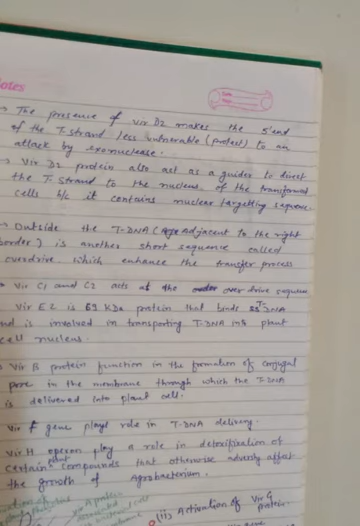 otes
→ The presence of vir D2 makes the 5'end
of the T-strand less vulnerable (protect) to an
attack by exonuclease.
→ Vir D2 protein also act as a guides to direct
the T-Strand to the nucleus of the transformed
cells b/c it contains nuclear targetting sequence.
→ Outside the T-DNA ( Adjacent to the right
border) is another short sequence called
overdrive which enhance the transfer process
Vir C1 and C2 acts at the over drive sequence
Vir E2 is 69 KDa protein that binds ssT-DNA
nd is involved in transporting T-DNA into plant
cell nucleus.
Vir B protein function in the formation of conjugal
pore in the membrane through which the T-DNA
is delivered into plant cell.
Vir F gene plays role in T-DNA delivery.
Vir H operon play a role in detoxification of
certain plant compounds that otherwise adversly affect
the growth of Agrobacterium.
(ii) Activation of Vir G
protein.